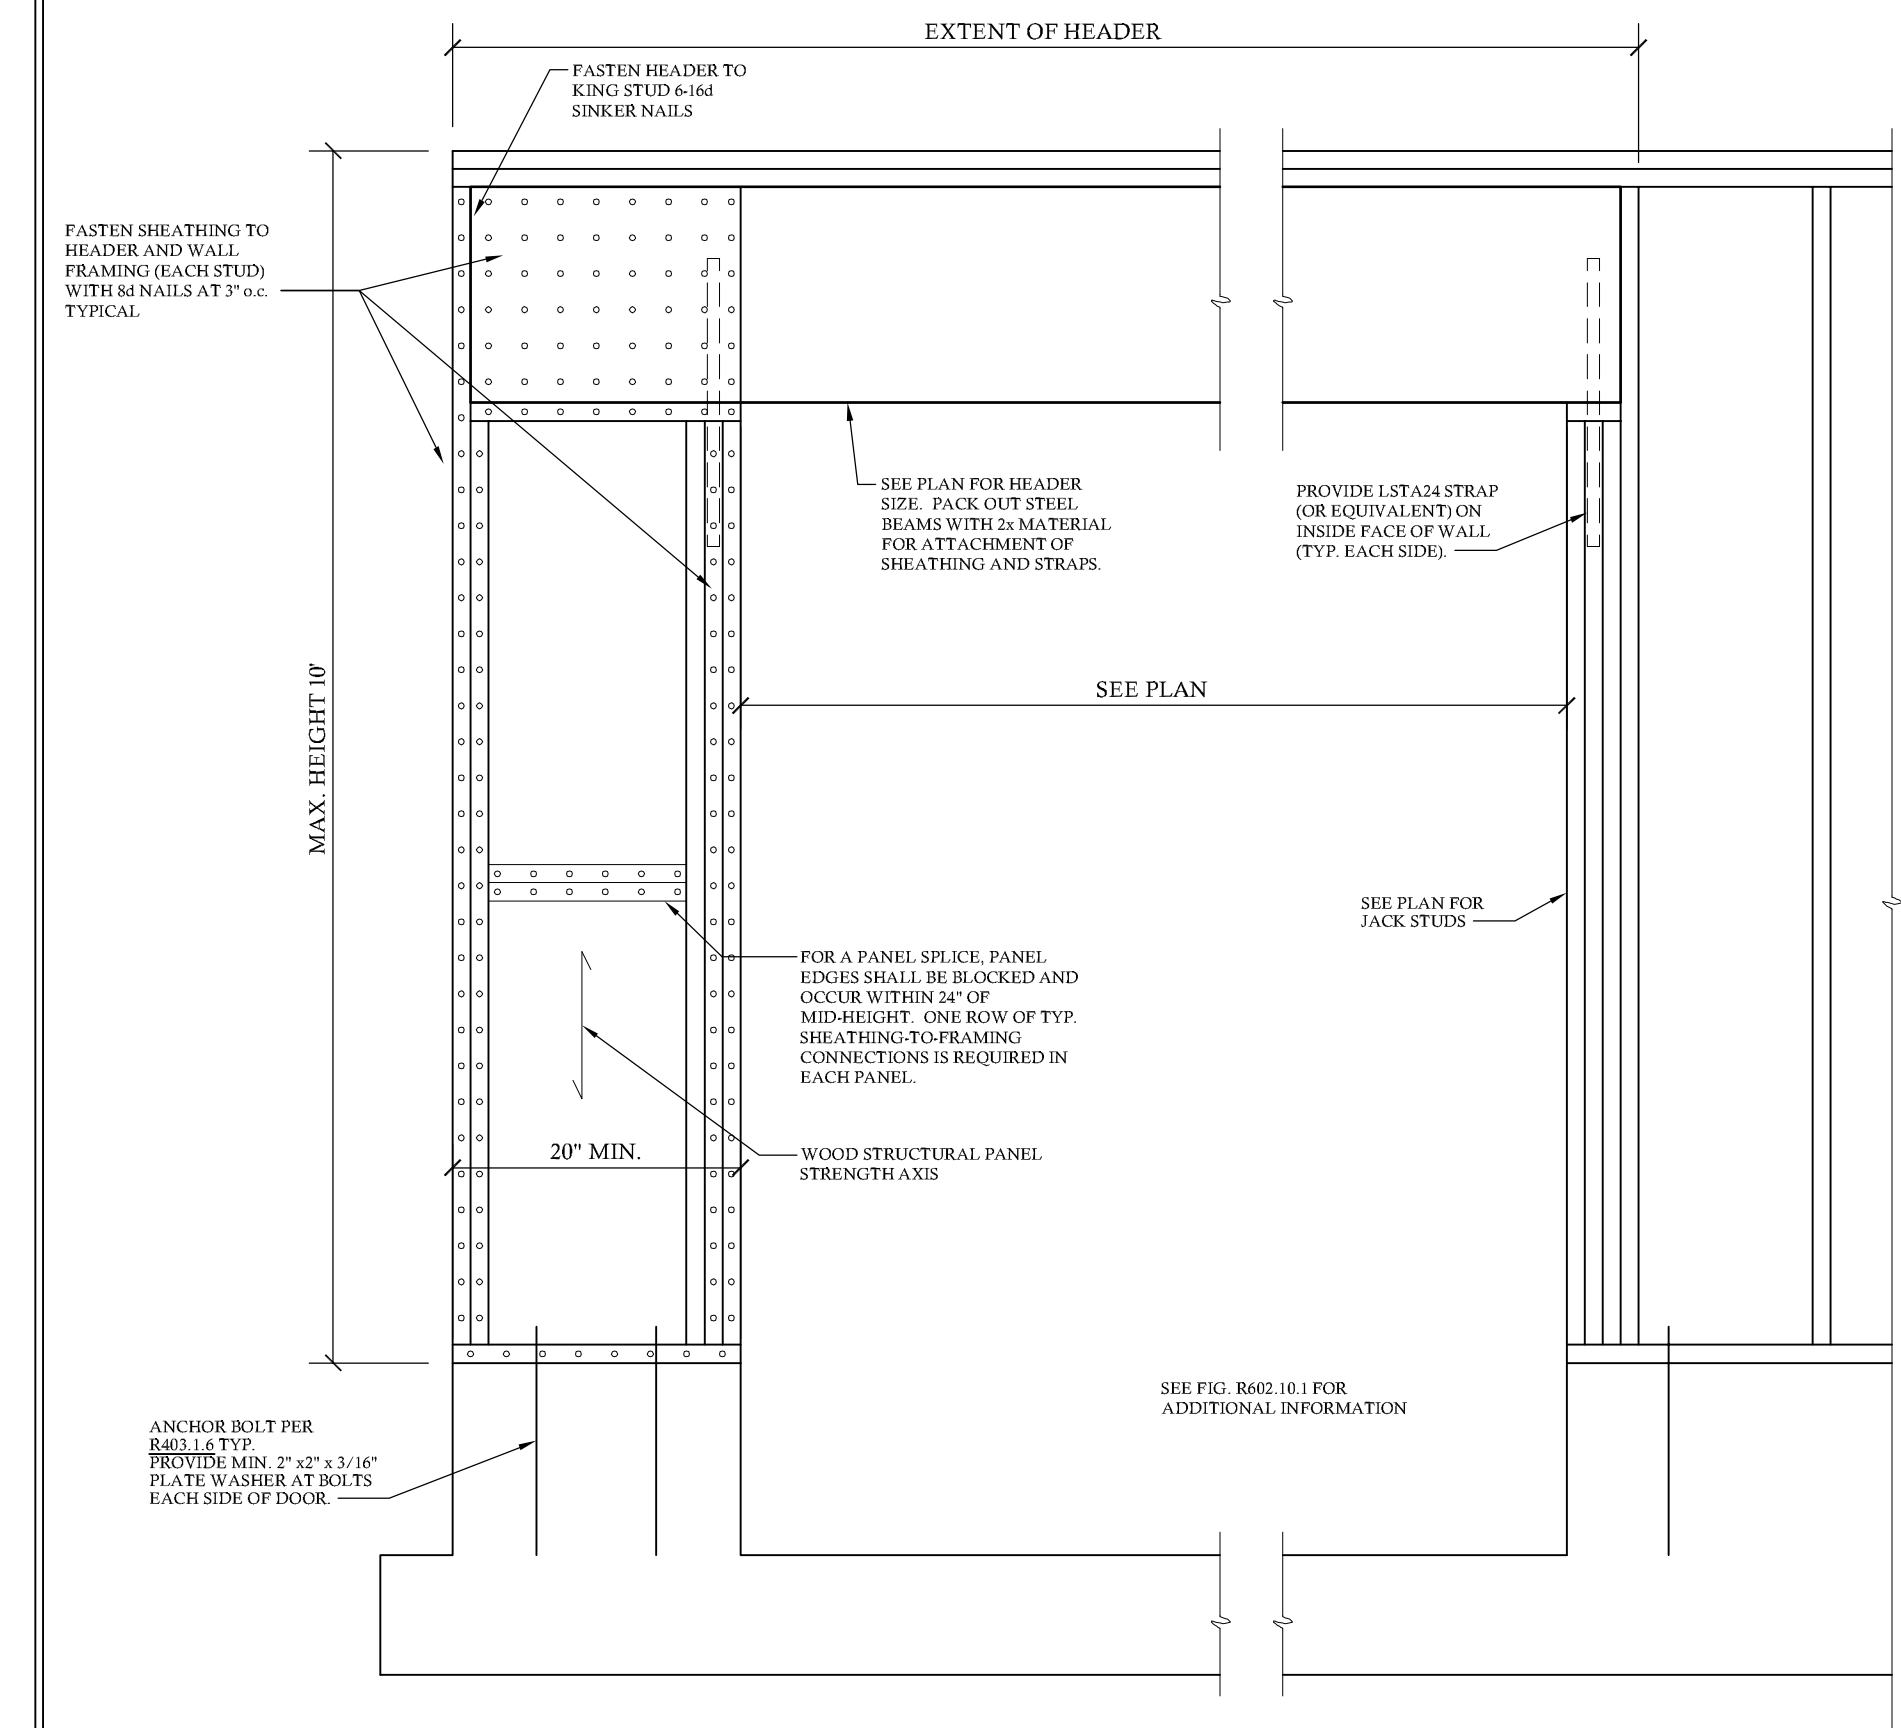 EXTENT OF HEADER
FASTEN HEADER TO
KING STUD 6-16d
SINKER NAILS
FASTEN SHEATHING TO
HEADER AND WALL
FRAMING (EACH STUD)
WITH 8d NAILS AT 3" o.c.
TYPICAL
SEE PLAN FOR HEADER
SIZE. PACK OUT STEEL
BEAMS WITH 2x MATERIAL
FOR ATTACHMENT OF
SHEATHING AND STRAPS.
PROVIDE LSTA24 STRAP
(OR EQUIVALENT) ON
INSIDE FACE OF WALL
(TYP. EACH SIDE).
SEE PLAN
MAX. HEIGHT 10'
SEE PLAN FOR
JACK STUDS
FOR A PANEL SPLICE, PANEL
EDGES SHALL BE BLOCKED AND
OCCUR WITHIN 24" OF
MID-HEIGHT. ONE ROW OF TYP.
SHEATHING-TO-FRAMING
CONNECTIONS IS REQUIRED IN
EACH PANEL.
20" MIN.
WOOD STRUCTURAL PANEL
STRENGTH AXIS
SEE FIG. R602.10.1 FOR
ADDITIONAL INFORMATION
ANCHOR BOLT PER
R403.1.6 TYP.
PROVIDE MIN. 2" x2" x 3/16"
PLATE WASHER AT BOLTS
EACH SIDE OF DOOR.